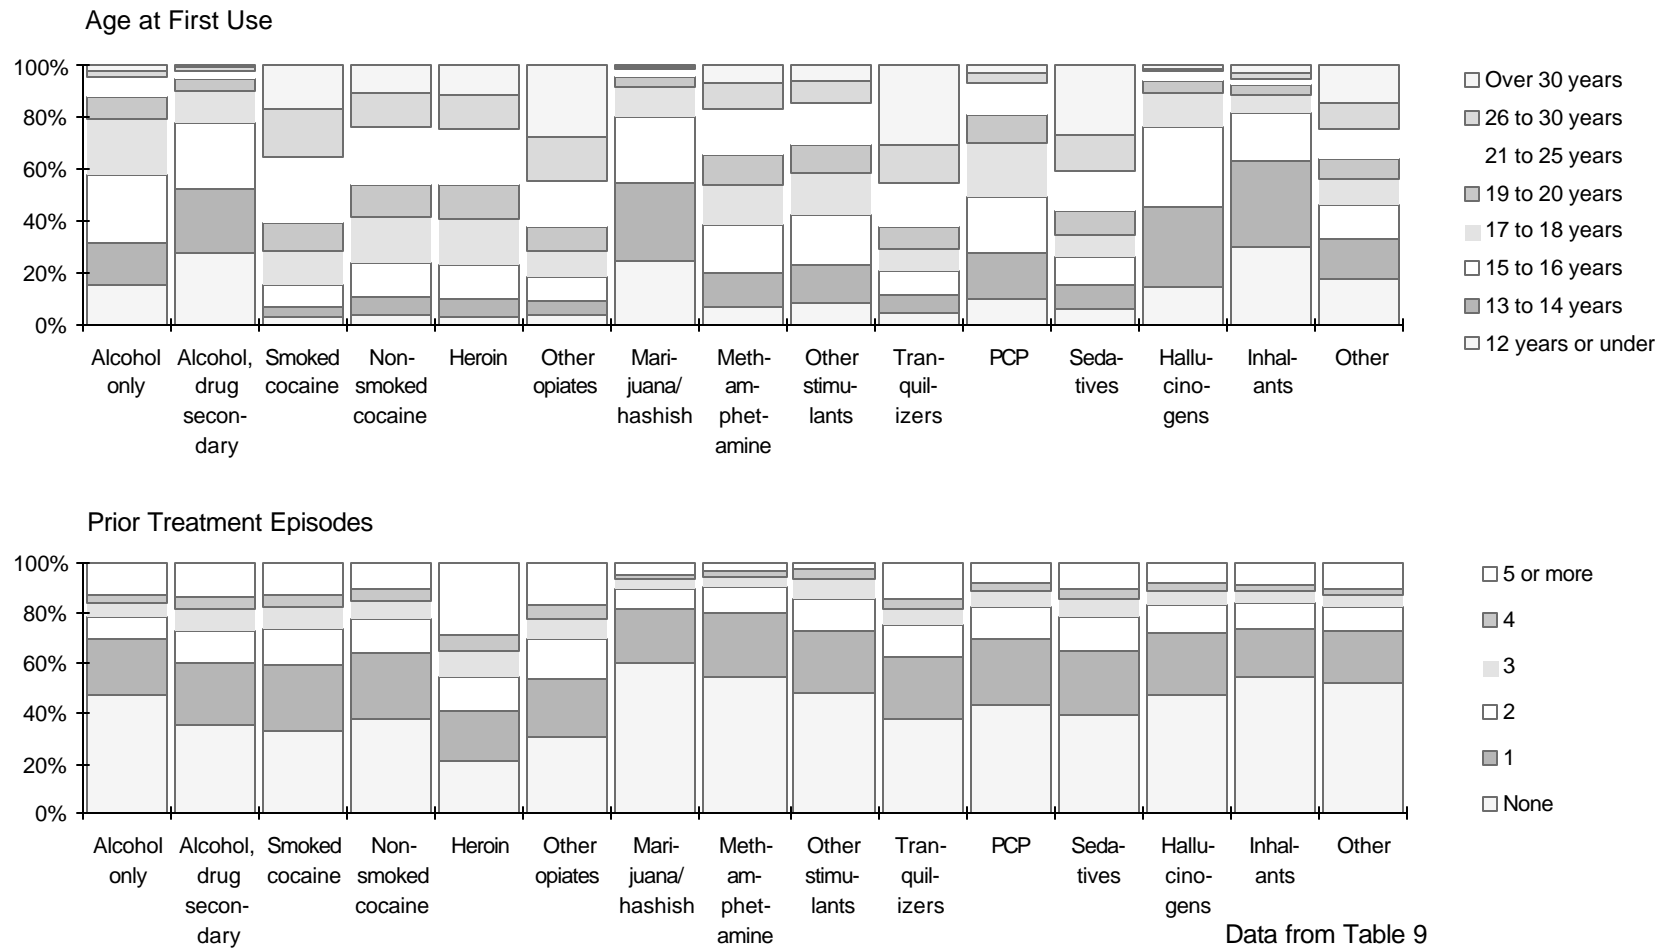 Age at First Use
100%
80%
60%
40%
20%
0%
Alcohol
only
Alcohol,
drug
secon-
dary
Smoked
cocaine
Non-
smoked
cocaine
Heroin
Other
opiates
Mari-
juana/
hashish
Meth-
am-
phet-
amine
Other
stimu-
lants
Tran-
quil-
izers
PCP
Seda-
tives
Hallu-
cino-
gens
Inhal-
ants
Other
Over 30 years
26 to 30 years
21 to 25 years
19 to 20 years
17 to 18 years
15 to 16 years
13 to 14 years
12 years or under
Prior Treatment Episodes
100%
80%
60%
40%
20%
0%
Alcohol
only
Alcohol,
drug
secon-
dary
Smoked
cocaine
Non-
smoked
cocaine
Heroin
Other
opiates
Mari-
juana/
hashish
Meth-
am-
phet-
amine
Other
stimu-
lants
Tran-
quil-
izers
PCP
Seda-
tives
Hallu-
cino-
gens
Inhal-
ants
Other
5 or more
4
3
2
1
None
Data from Table 9